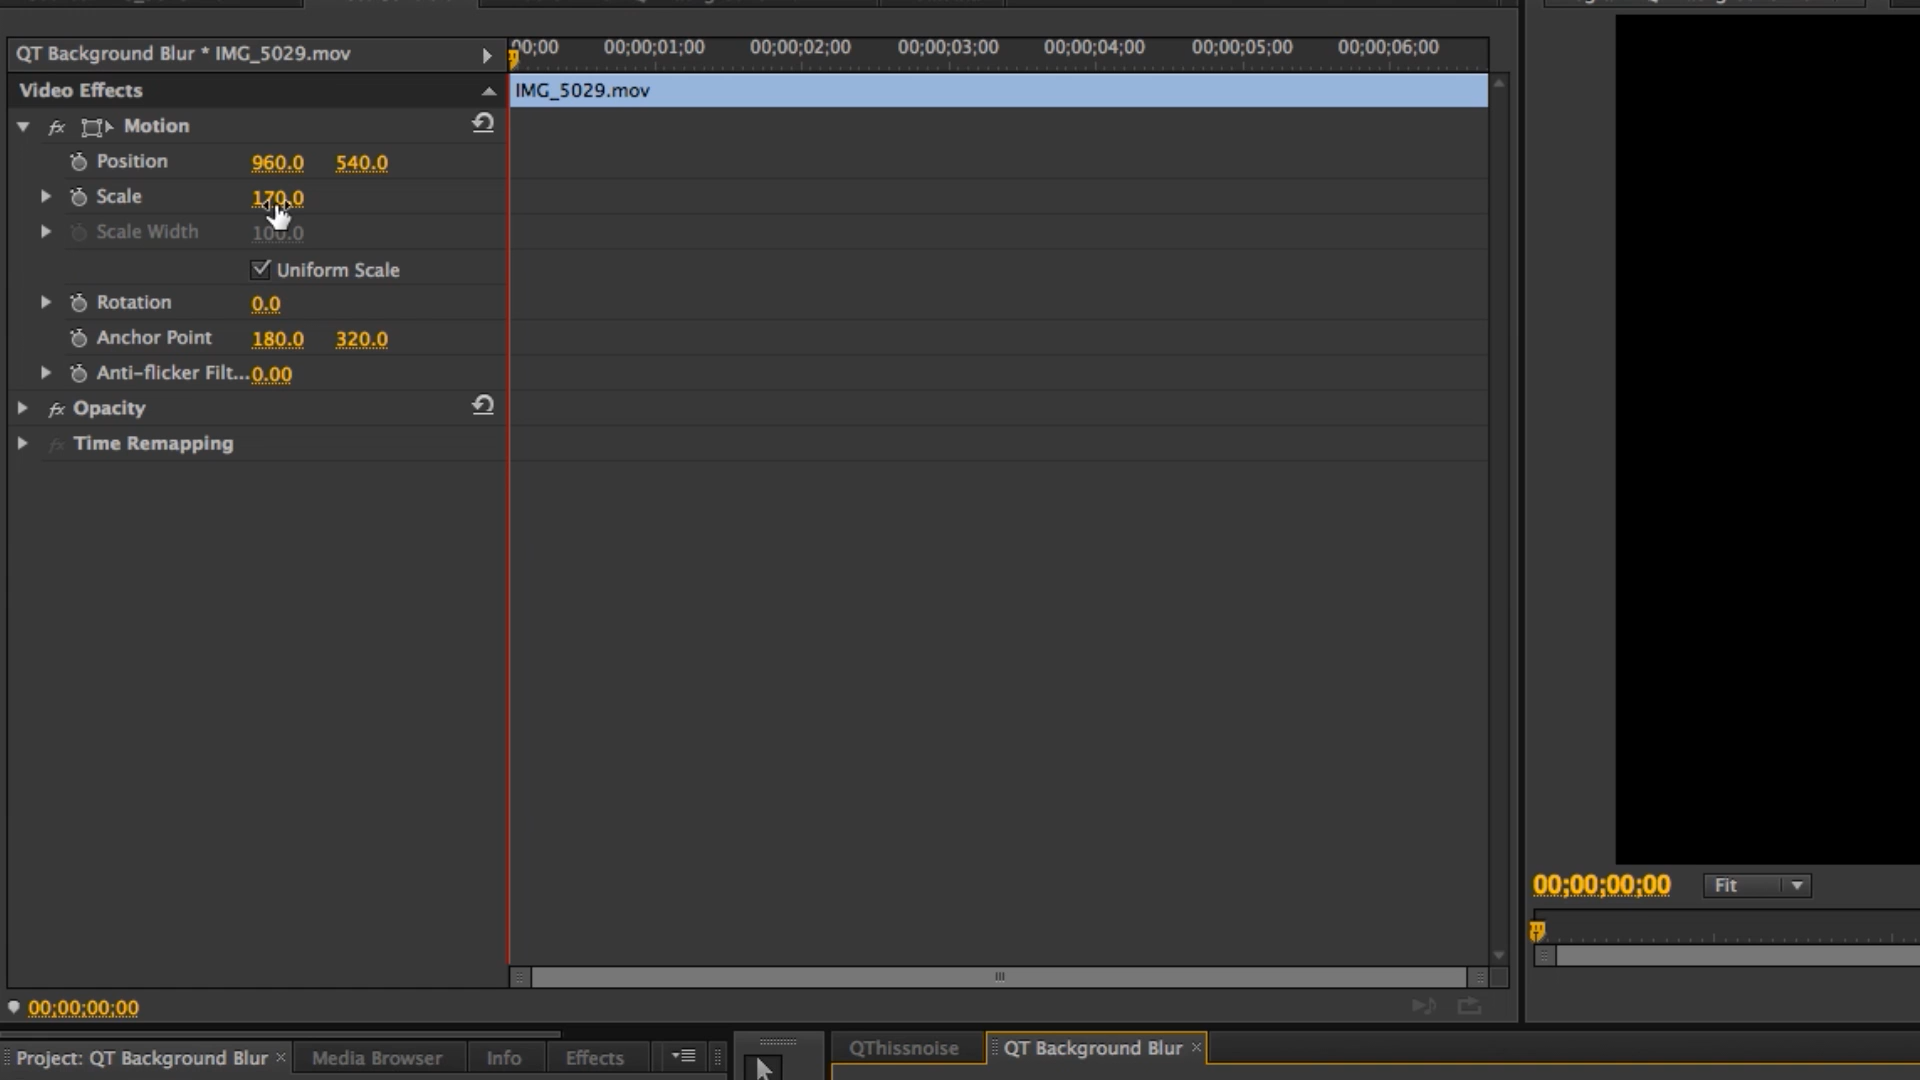 QT Background Blur * IMG_5029.mov
00;00 00;00;01;00 00;00;02;00 00;00;03;00 00;00;04;00 00;00;05;00 00;00;06;00
Video Effects
IMG_5029.mov
fx Motion
Position 960.0 540.0
Scale 170.0
Scale Width 100.0
Uniform Scale
Rotation 0.0
Anchor Point 180.0 320.0
Anti-flicker Filt... 0.00
fx Opacity
fx Time Remapping
00;00;00;00 Fit
00;00;00;00
Project: QT Background Blur × Media Browser Info Effects
QThissnoise QT Background Blur ×